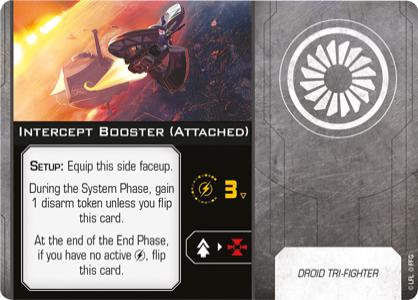 INTERCEPT BOOSTER (ATTACHED)
SETUP: Equip this side faceup.
During the System Phase, gain
1 disarm token unless you flip
this card.
At the end of the End Phase,
if you have no active , flip
this card.
3
DROID TRI-FIGHTER
©LFL ©FFG